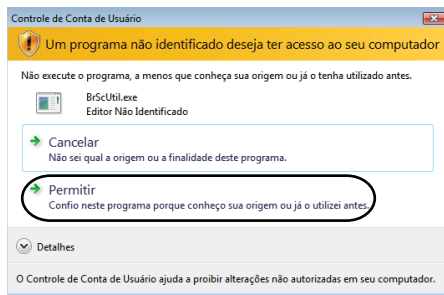 Controle de Conta de Usuário
Um programa não identificado deseja ter acesso ao seu computador
Não execute o programa, a menos que conheça sua origem ou já o tenha utilizado antes.
BrScUtil.exe
Editor Não Identificado
Cancelar
Não sei qual a origem ou a finalidade deste programa.
Permitir
Confio neste programa porque conheço sua origem ou já o utilizei antes.
Detalhes
O Controle de Conta de Usuário ajuda a proibir alterações não autorizadas em seu computador.